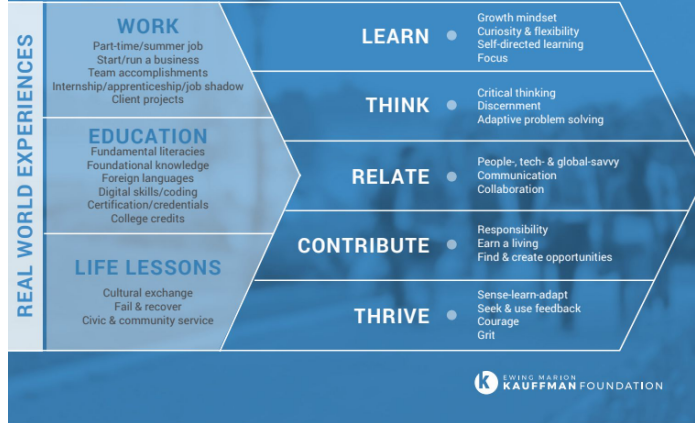 REAL WORLD EXPERIENCES
WORK
Part-time/summer job
Start/run a business
Team accomplishments
Internship/apprenticeship/job shadow
Client projects
EDUCATION
Fundamental literacies
Foundational knowledge
Foreign languages
Digital skills/coding
Certification/credentials
College credits
LIFE LESSONS
Cultural exchange
Fail & recover
Civic & community service
LEARN
Growth mindset
Curiosity & flexibility
Self-directed learning
Focus
THINK
Critical thinking
Discernment
Adaptive problem solving
RELATE
People-, tech- & global-savvy
Communication
Collaboration
CONTRIBUTE
Responsibility
Earn a living
Find & create opportunities
THRIVE
Sense-learn-adapt
Seek & use feedback
Courage
Grit
K
EWING MARION
KAUFFMAN FOUNDATION